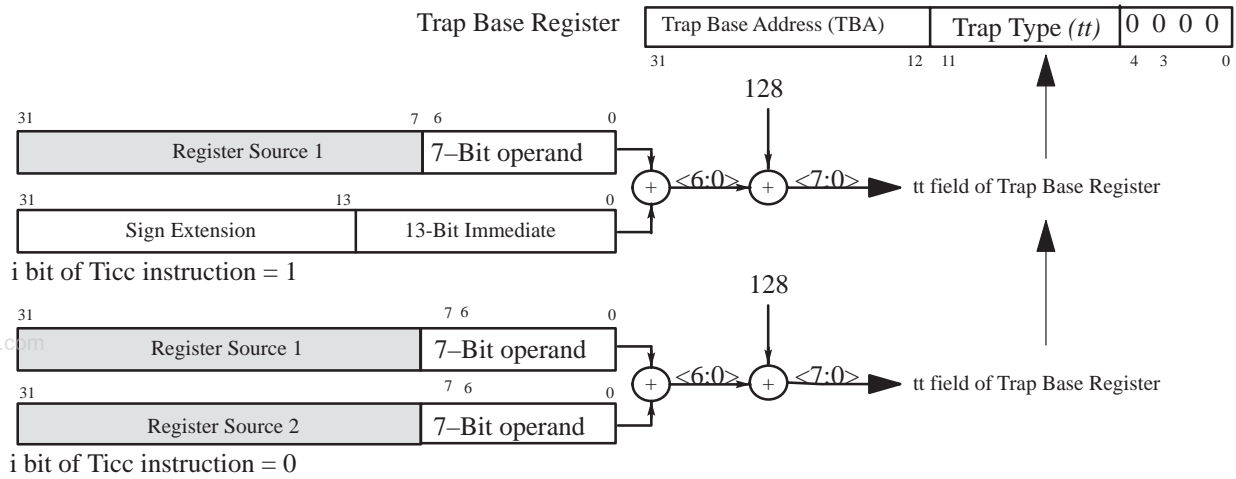 Trap Base Register
Trap Base Address (TBA) Trap Type (tt) 0 0 0 0
31 12 11 4 3 0
128
31 7 6 0
Register Source 1 7–Bit operand
+ <6:0> + <7:0> tt field of Trap Base Register
31 13 0
Sign Extension 13-Bit Immediate
i bit of Ticc instruction = 1
128
31 7 6 0
Register Source 1 7–Bit operand
.com
+ <6:0> + <7:0> tt field of Trap Base Register
31 7 6 0
Register Source 2 7–Bit operand
i bit of Ticc instruction = 0